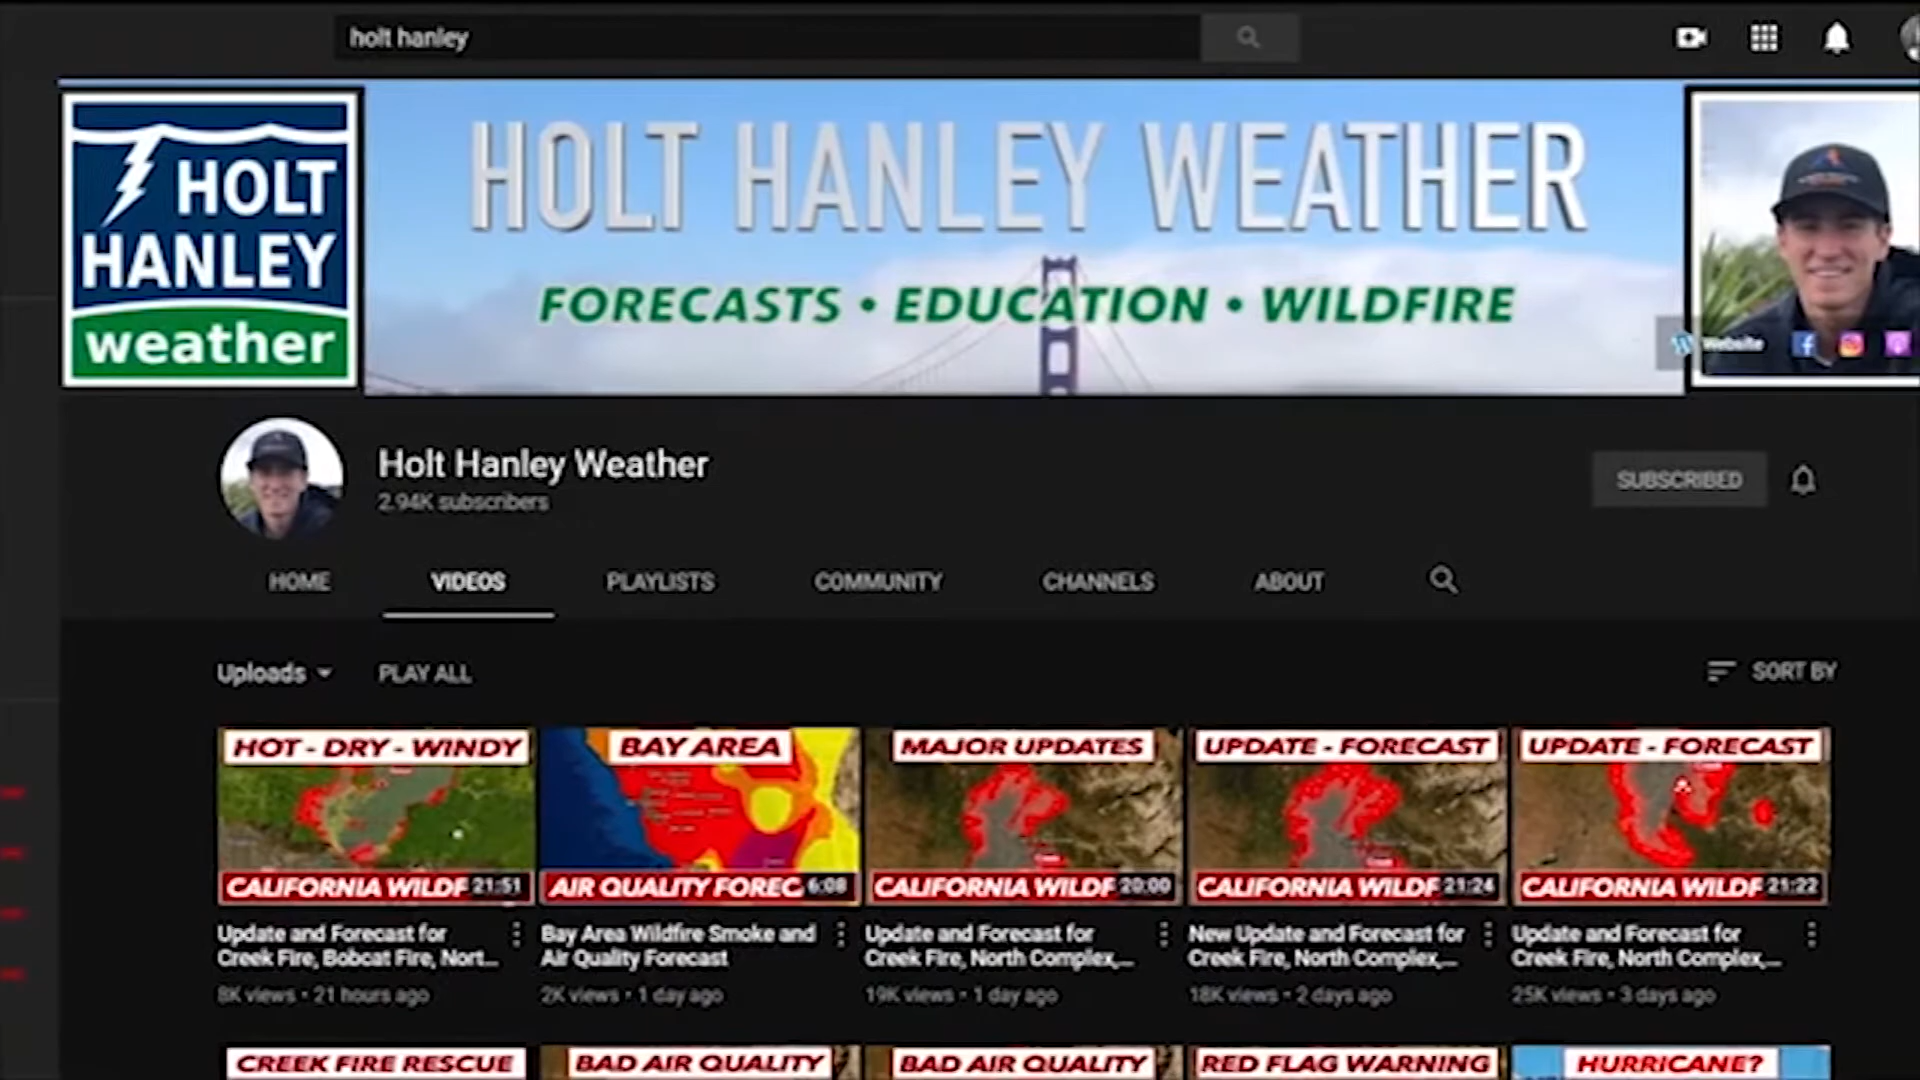 holt hanley
HOLT
HANLEY
weather
HOLT HANLEY WEATHER
FORECASTS • EDUCATION • WILDFIRE
Website
Holt Hanley Weather
2.94K subscribers
SUBSCRIBED
HOME VIDEOS PLAYLISTS COMMUNITY CHANNELS ABOUT
Uploads PLAY ALL SORT BY
HOT - DRY - WINDY
CALIFORNIA WILDF 21:51
Update and Forecast for
Creek Fire, Bobcat Fire, Nort...
8K views • 21 hours ago
BAY AREA
AIR QUALITY FOREC 6:08
Bay Area Wildfire Smoke and
Air Quality Forecast
2K views • 1 day ago
MAJOR UPDATES
CALIFORNIA WILDF 20:00
Update and Forecast for
Creek Fire, North Complex,...
19K views • 1 day ago
UPDATE - FORECAST
CALIFORNIA WILDF 21:24
New Update and Forecast for
Creek Fire, North Complex,...
18K views • 2 days ago
UPDATE - FORECAST
CALIFORNIA WILDF 21:22
Update and Forecast for
Creek Fire, North Complex,...
25K views • 3 days ago
CREEK FIRE RESCUE
BAD AIR QUALITY
BAD AIR QUALITY
RED FLAG WARNING
HURRICANE?